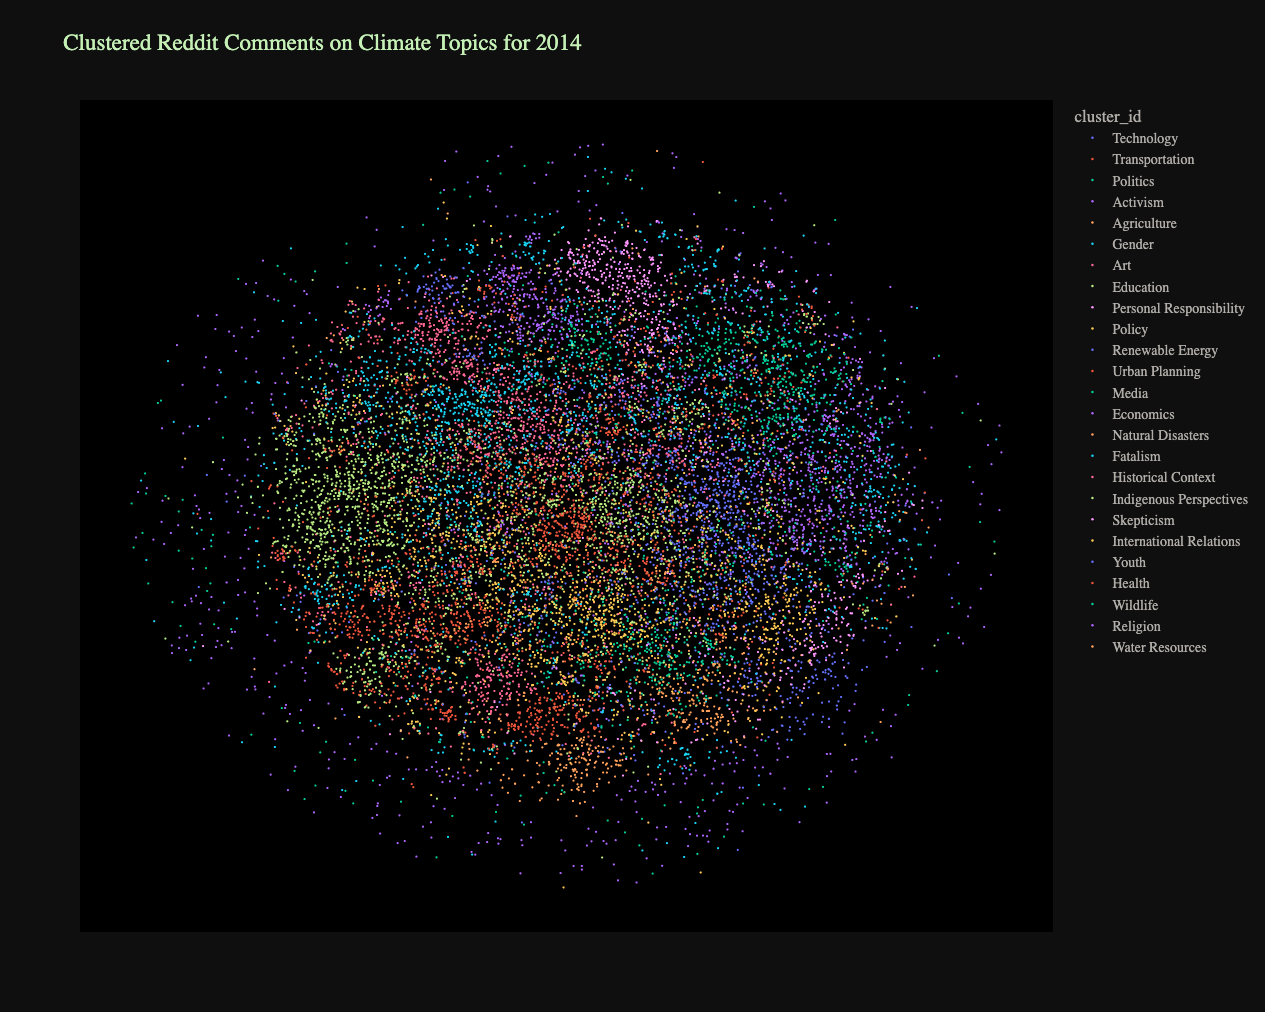 Clustered Reddit Comments on Climate Topics for 2014
cluster_id
Technology
Transportation
Politics
Activism
Agriculture
Gender
Art
Education
Personal Responsibility
Policy
Renewable Energy
Urban Planning
Media
Economics
Natural Disasters
Fatalism
Historical Context
Indigenous Perspectives
Skepticism
International Relations
Youth
Health
Wildlife
Religion
Water Resources